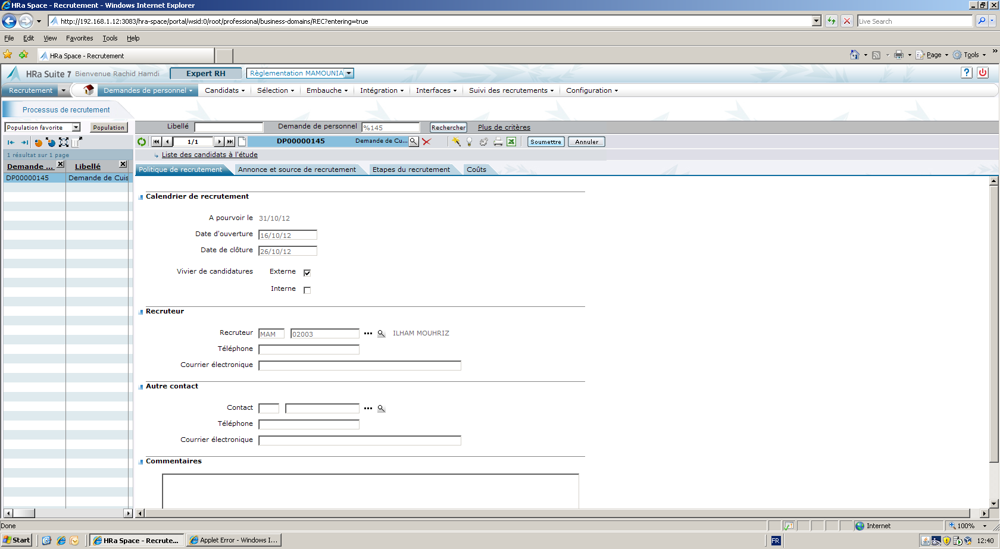 HRa Space - Recrutement - Windows Internet Explorer
http://192.168.1.12:3083/hra-space/portal/wsid:0/root/professional/business-domains/REC?entering=true
Live Search
File Edit View Favorites Tools Help
HRa Space - Recrutement
Page Tools »
HRa Suite 7 Bienvenue Rachid Hamdi Expert RH Règlementation MAMOUNIA ?
Recrutement Demandes de personnel Candidats Sélection Embauche Intégration Interfaces Suivi des recrutements Configuration
Processus de recrutement
Population favorite Population Libellé Demande de personnel %145 Rechercher Plus de critères
1/1 DP00000145 Demande de Cu... Soumettre Annuler
1 résultat sur 1 page
Liste des candidats à l'étude
Demande ... Libellé
DP00000145 Demande de Cuis
Politique de recrutement Annonce et source de recrutement Etapes du recrutement Coûts
Calendrier de recrutement
A pourvoir le 31/10/12
Date d'ouverture 16/10/12
Date de clôture 26/10/12
Vivier de candidatures Externe
Interne
Recruteur
Recruteur MAM 02003 ... ILHAM MOUHRIZ
Téléphone
Courrier électronique
Autre contact
Contact ...
Téléphone
Courrier électronique
Commentaires
Done Internet 100%
Start HRa Space - Recrute... Applet Error - Windows I... FR 12:40